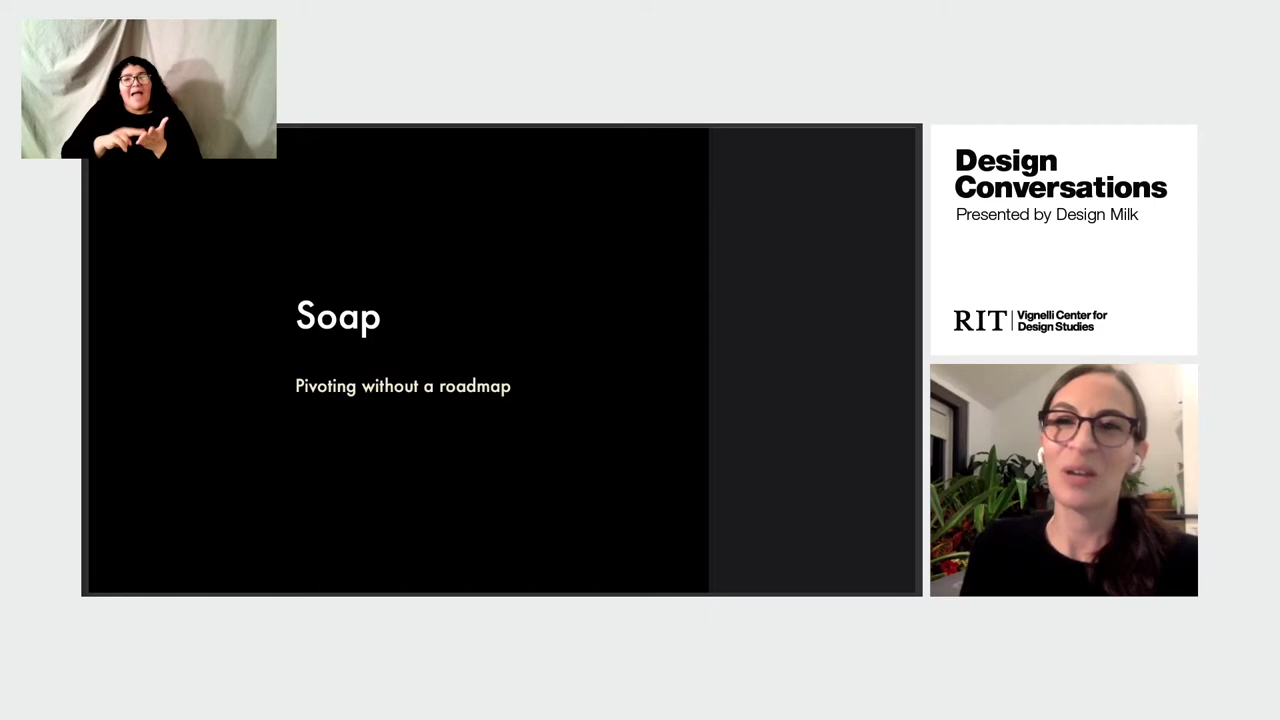 Soap
Pivoting without a roadmap
Design
Conversations
Presented by Design Milk
RIT | Vignelli Center for
Design Studies